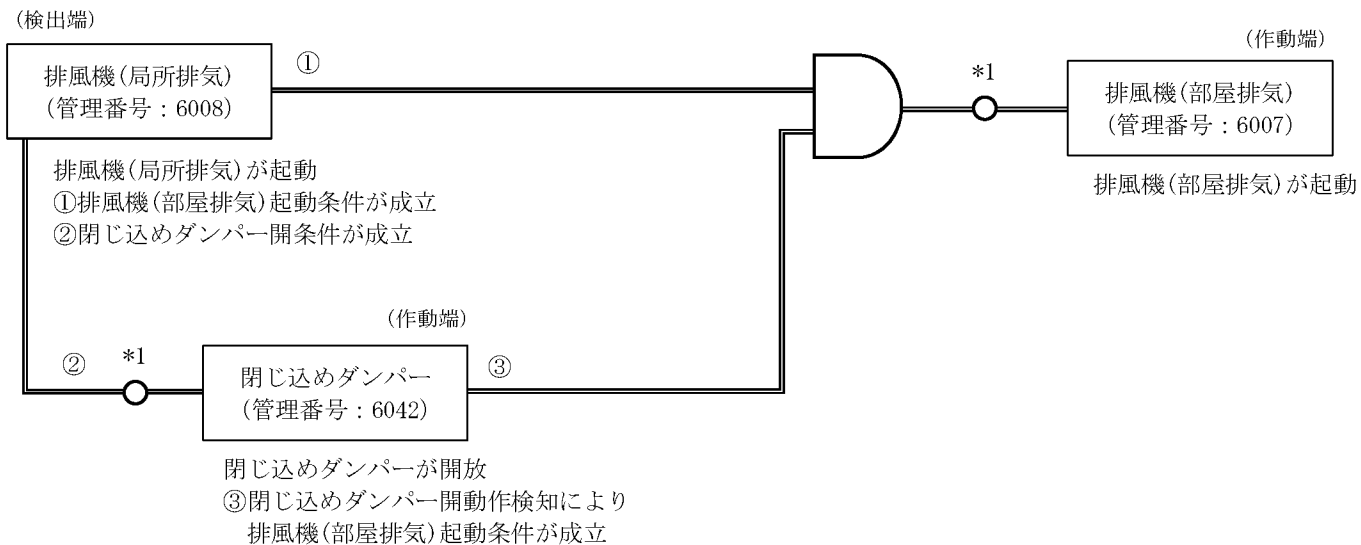 (検出端)
排風機(局所排気)
(管理番号：6008)
①
*1
(作動端)
排風機(部屋排気)
(管理番号：6007)
排風機(部屋排気)が起動
排風機(局所排気)が起動
①排風機(部屋排気)起動条件が成立
②閉じ込めダンパー開条件が成立
②
*1
(作動端)
閉じ込めダンパー
(管理番号：6042)
③
閉じ込めダンパーが開放
③閉じ込めダンパー開動作検知により
排風機(部屋排気)起動条件が成立